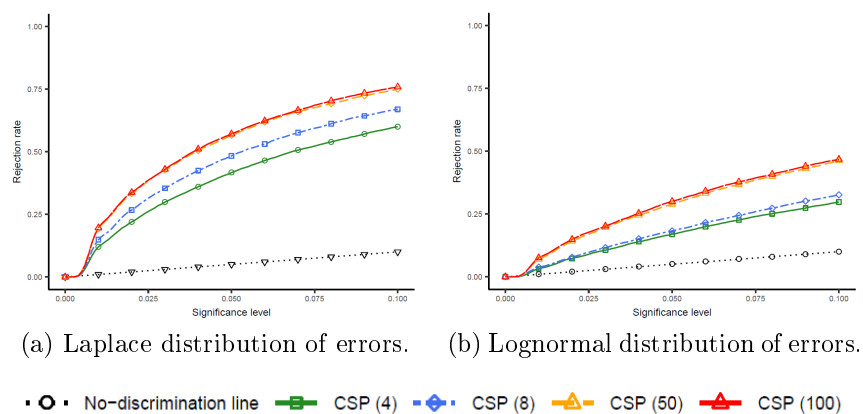 1.00
0.75
0.50
0.25
0.00
Rejection rate
0.000 0.025 0.050 0.075 0.100
Significance level
(a) Laplace distribution of errors.
1.00
0.75
0.50
0.25
0.00
Rejection rate
0.000 0.025 0.050 0.075 0.100
Significance level
(b) Lognormal distribution of errors.
No−discrimination line CSP (4) CSP (8) CSP (50) CSP (100)